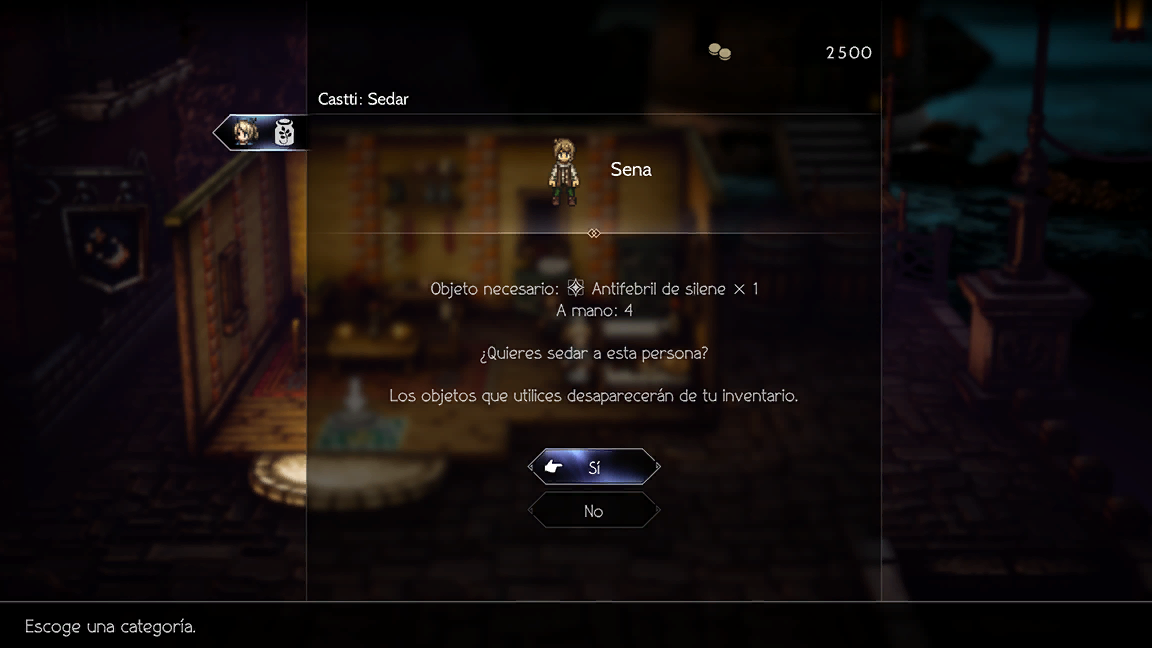 2500
Castti: Sedar
Sena
Objeto necesario: Antifebril de silene × 1
A mano: 4
¿Quieres sedar a esta persona?
Los objetos que utilices desaparecerán de tu inventario.
Sí
No
Escoge una categoría.